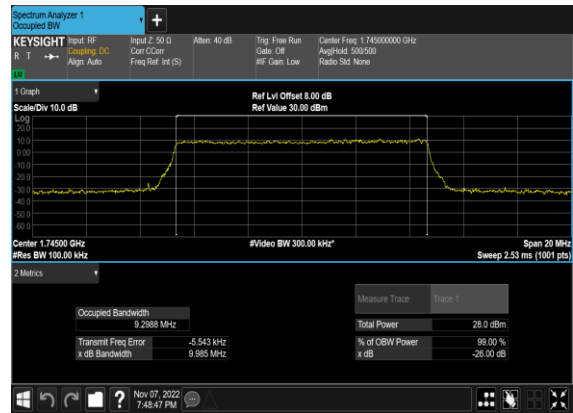 Spectrum Analyzer 1
Occupied BW
+
KEYSIGHT Input: RF Input Z: 50 Ω Atten: 40 dB Trig: Free Run Center Freq: 1.745000000 GHz
R T Coupling: DC Corr CCorr Gate: Off Avg|Hold: 500/500
Align: Auto Freq Ref: Int (S) #IF Gain: Low Radio Std: None
LXI
1 Graph
Ref Lvl Offset 8.00 dB
Scale/Div 10.0 dB Ref Value 30.00 dBm
Log
20.0
10.0
0.00
-10.0
-20.0
-30.0
-40.0
-50.0
-60.0
Center 1.74500 GHz #Video BW 300.00 kHz* Span 20 MHz
#Res BW 100.00 kHz Sweep 2.53 ms (1001 pts)
2 Metrics
Measure Trace Trace 1
Occupied Bandwidth
9.2988 MHz Total Power 28.0 dBm
Transmit Freq Error -5.543 kHz % of OBW Power 99.00 %
x dB Bandwidth 9.985 MHz x dB -26.00 dB
? Nov 07, 2022
7:48:47 PM